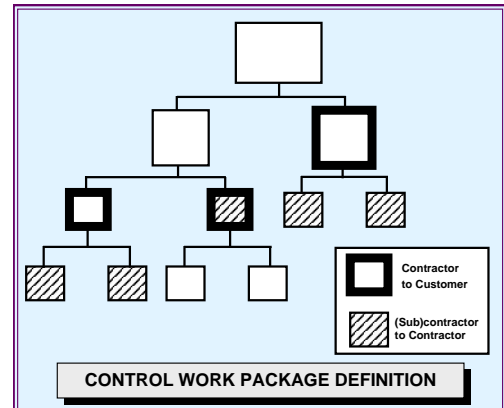 Contractor
to Customer
(Sub)contractor
to Contractor
CONTROL WORK PACKAGE DEFINITION